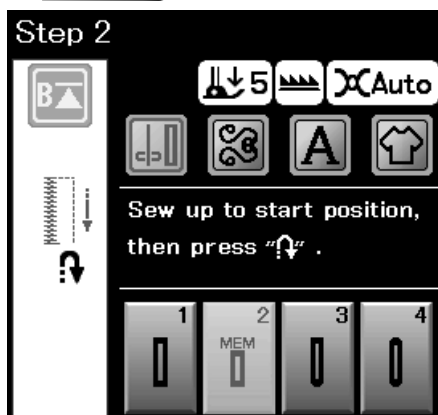 Step 2
B
5
Auto
A
Sew up to start position,
then press “ ” .
1 2 3 4
MEM